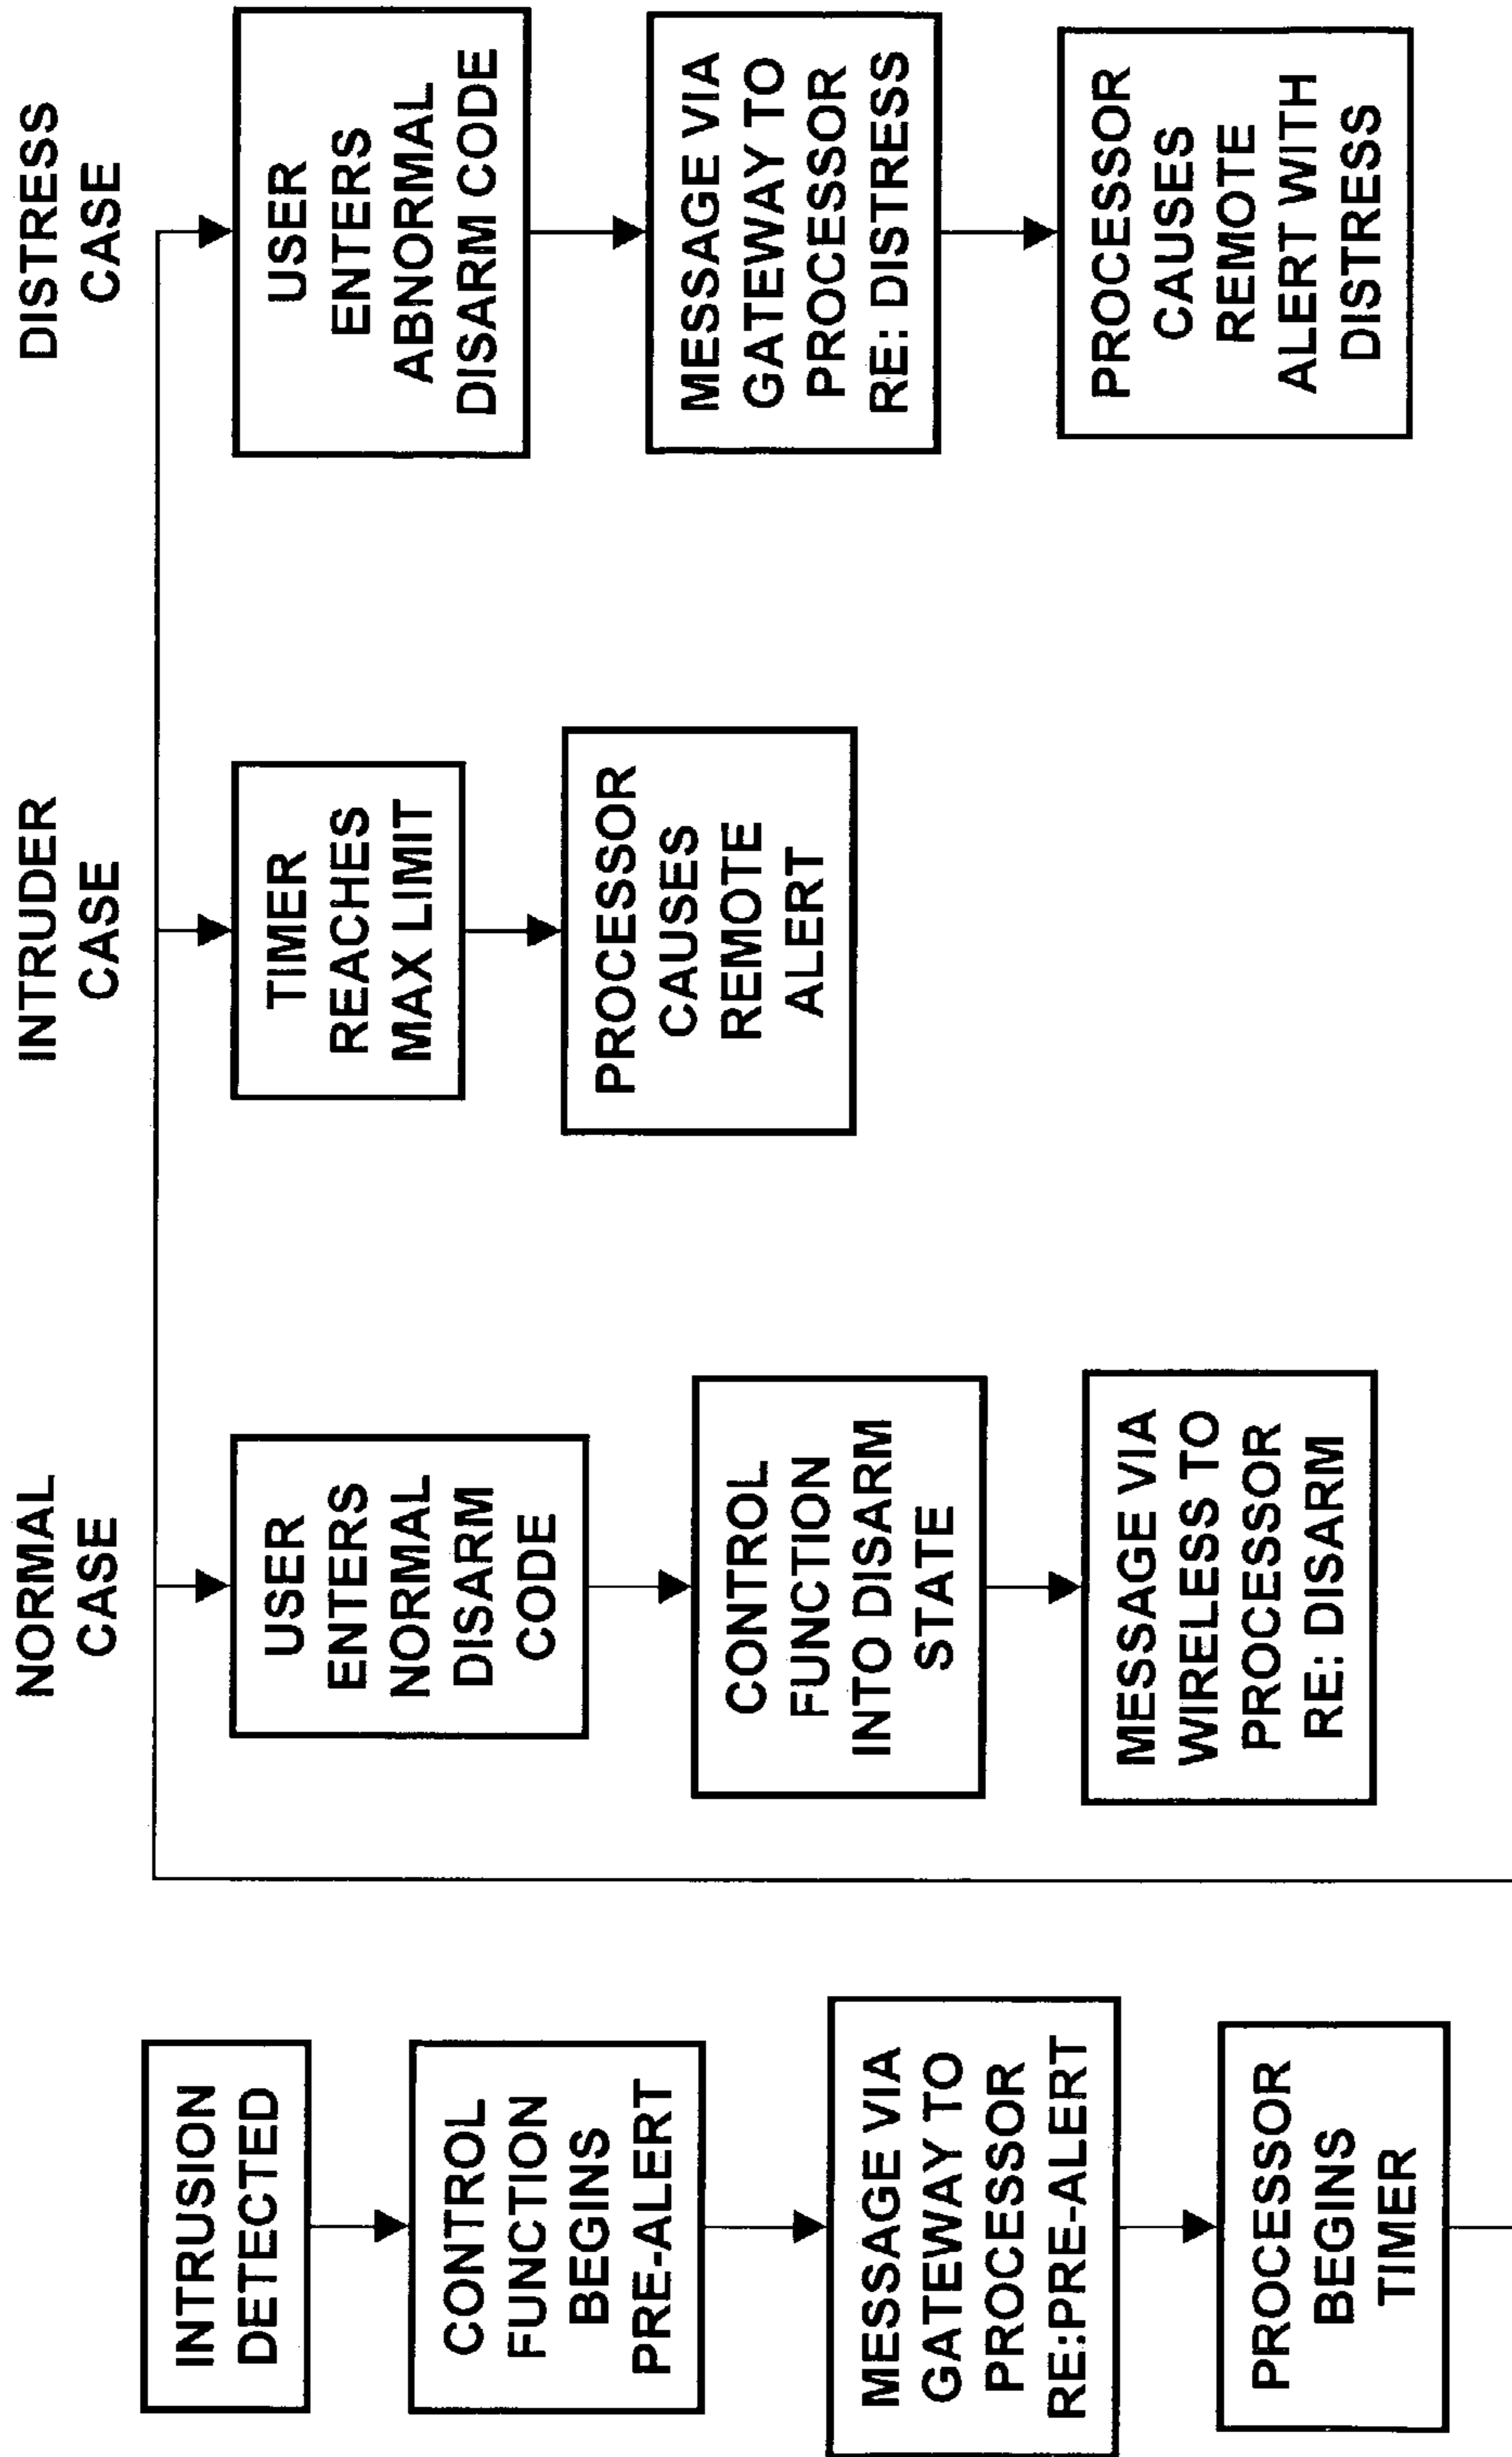 INTRUSION
DETECTED
CONTROL
FUNCTION
BEGINS
PRE-ALERT
MESSAGE VIA
GATEWAY TO
PROCESSOR
RE:PRE-ALERT
PROCESSOR
BEGINS
TIMER
NORMAL
CASE
USER
ENTERS
NORMAL
DISARM
CODE
CONTROL
FUNCTION
INTO DISARM
STATE
MESSAGE VIA
WIRELESS TO
PROCESSOR
RE: DISARM
INTRUDER
CASE
TIMER
REACHES
MAX LIMIT
PROCESSOR
CAUSES
REMOTE
ALERT
DISTRESS
CASE
USER
ENTERS
ABNORMAL
DISARM CODE
MESSAGE VIA
GATEWAY TO
PROCESSOR
RE: DISTRESS
PROCESSOR
CAUSES
REMOTE
ALERT WITH
DISTRESS